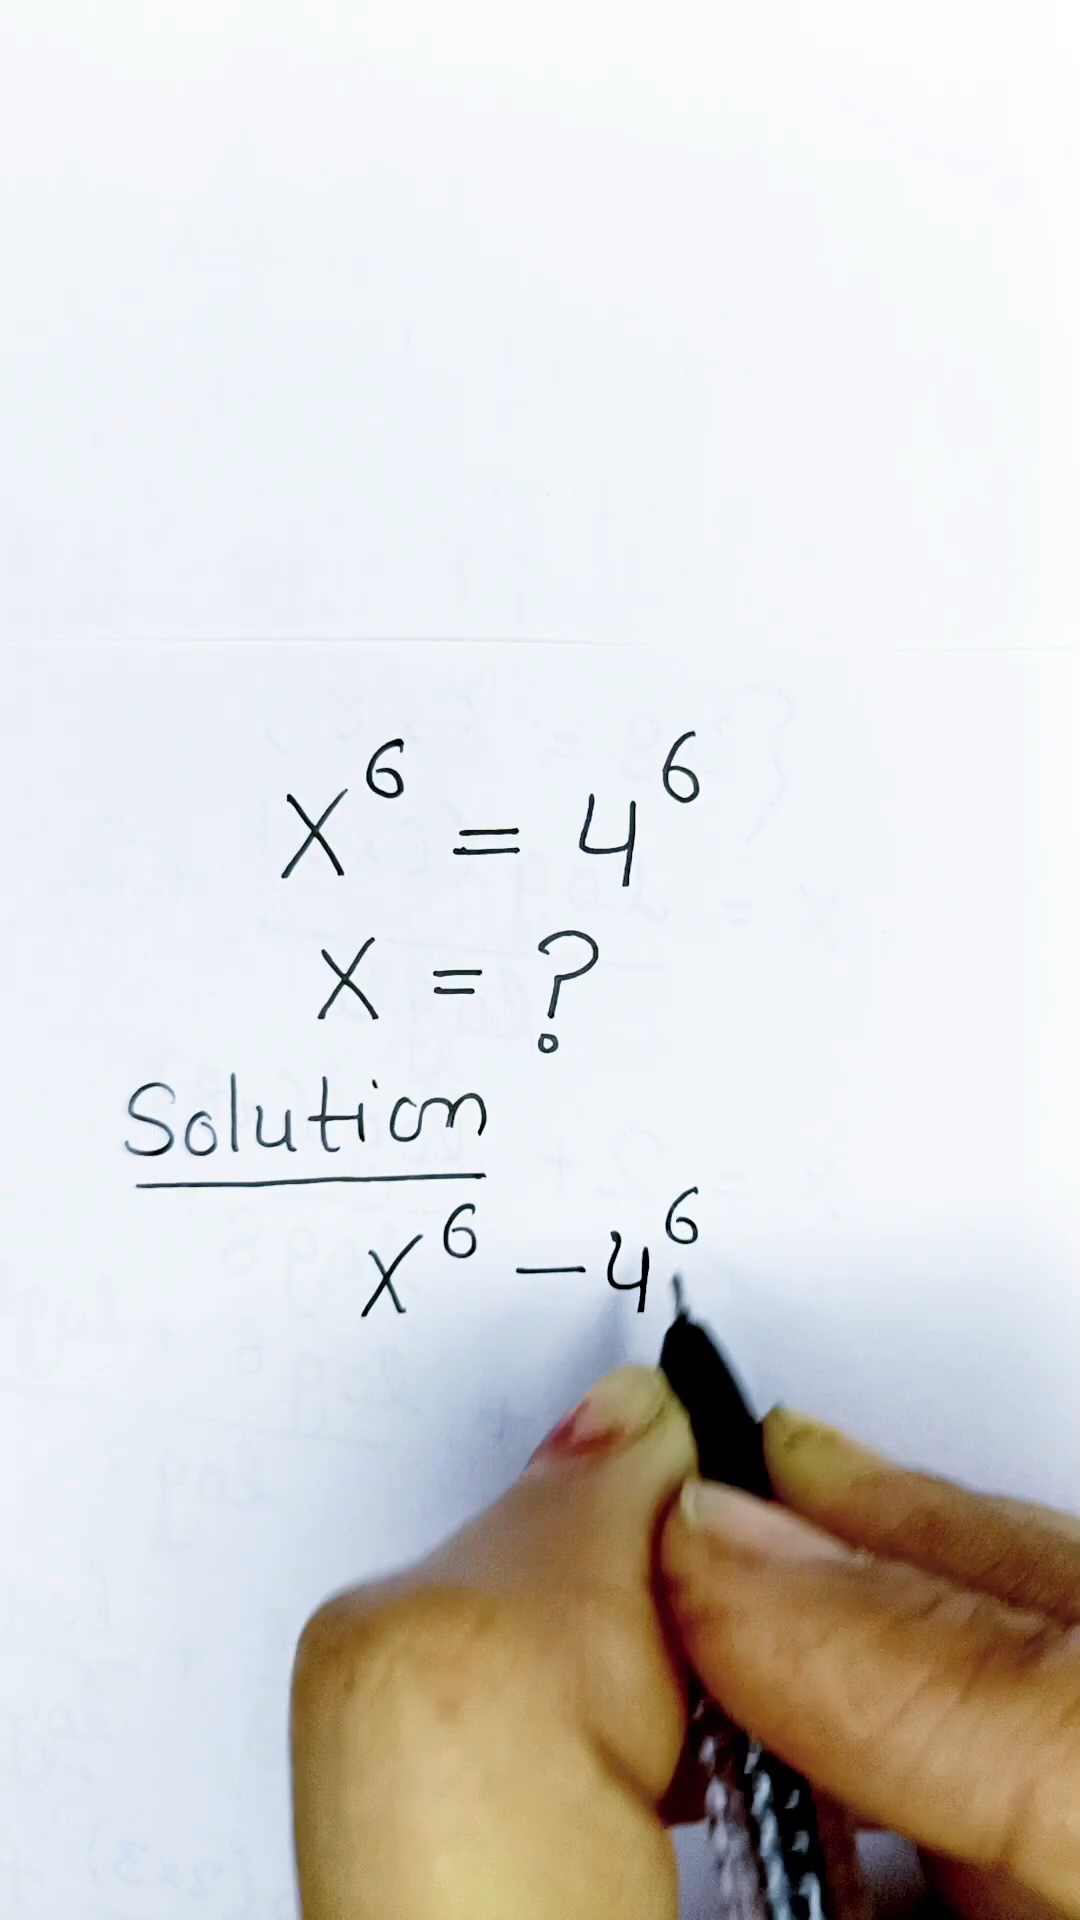 x⁶ = 4⁶
x = ?
Solution
x⁶ – 4⁶